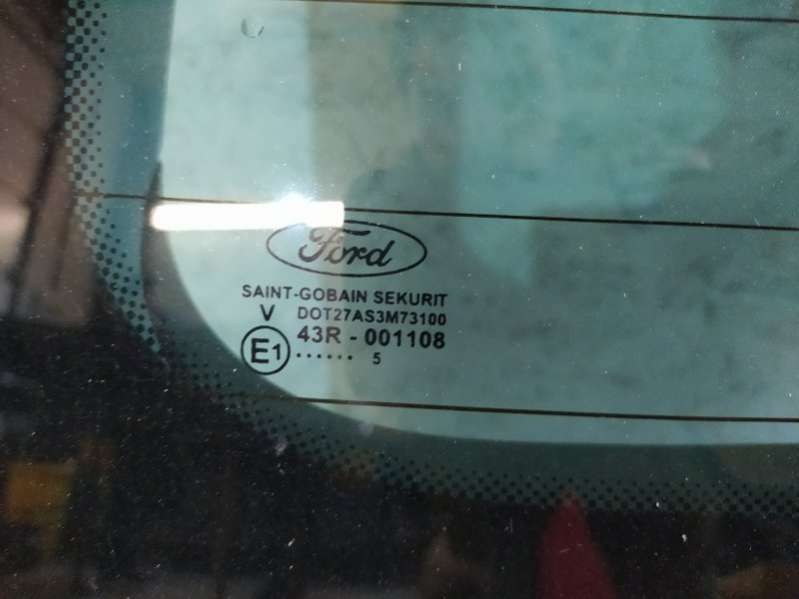 Ford
SAINT-GOBAIN SEKURIT
V DOT27AS3M73100
E1 43R - 001108
...... 5